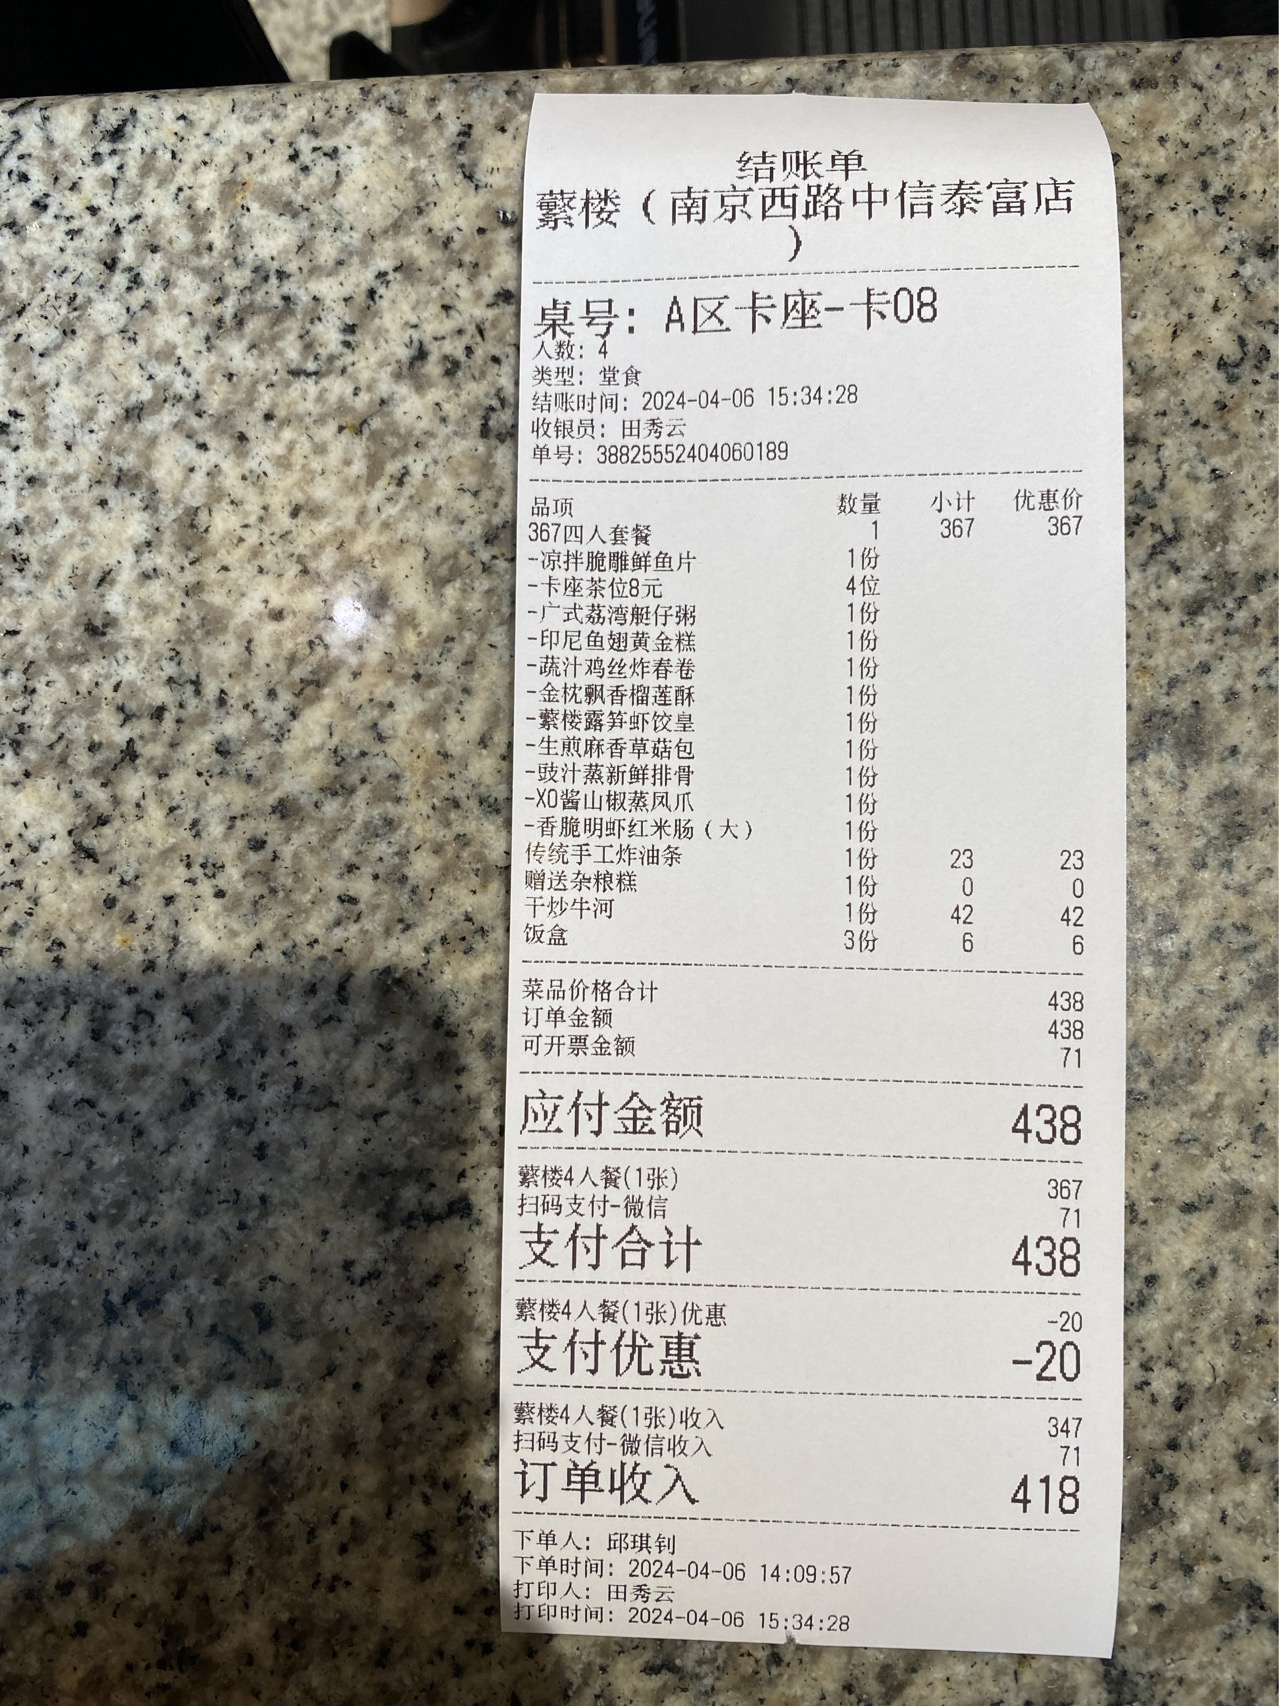 结账单
蘩楼（南京西路中信泰富店
）
桌号：A区卡座-卡08
人数：4
类型：堂食
结账时间：2024-04-06 15:34:28
收银员：田秀云
单号：38825552404060189
品项 数量 小计 优惠价
367四人套餐 1 367 367
-凉拌脆雕鲜鱼片 1份
-卡座茶位8元 4位
-广式荔湾艇仔粥 1份
-印尼鱼翅黄金糕 1份
-蔬汁鸡丝炸春卷 1份
-金枕飘香榴莲酥 1份
-蘩楼露笋虾饺皇 1份
-生煎麻香草菇包 1份
-豉汁蒸新鲜排骨 1份
-XO酱山椒蒸凤爪 1份
-香脆明虾红米肠（大） 1份
传统手工炸油条 1份 23 23
赠送杂粮糕 1份 0 0
干炒牛河 1份 42 42
饭盒 3份 6 6
菜品价格合计 438
订单金额 438
可开票金额 71
应付金额 438
蘩楼4人餐(1张) 367
扫码支付-微信 71
支付合计 438
蘩楼4人餐(1张)优惠 -20
支付优惠 -20
蘩楼4人餐(1张)收入 347
扫码支付-微信收入 71
订单收入 418
下单人：邱琪钊
下单时间：2024-04-06 14:09:57
打印人：田秀云
打印时间：2024-04-06 15:34:28